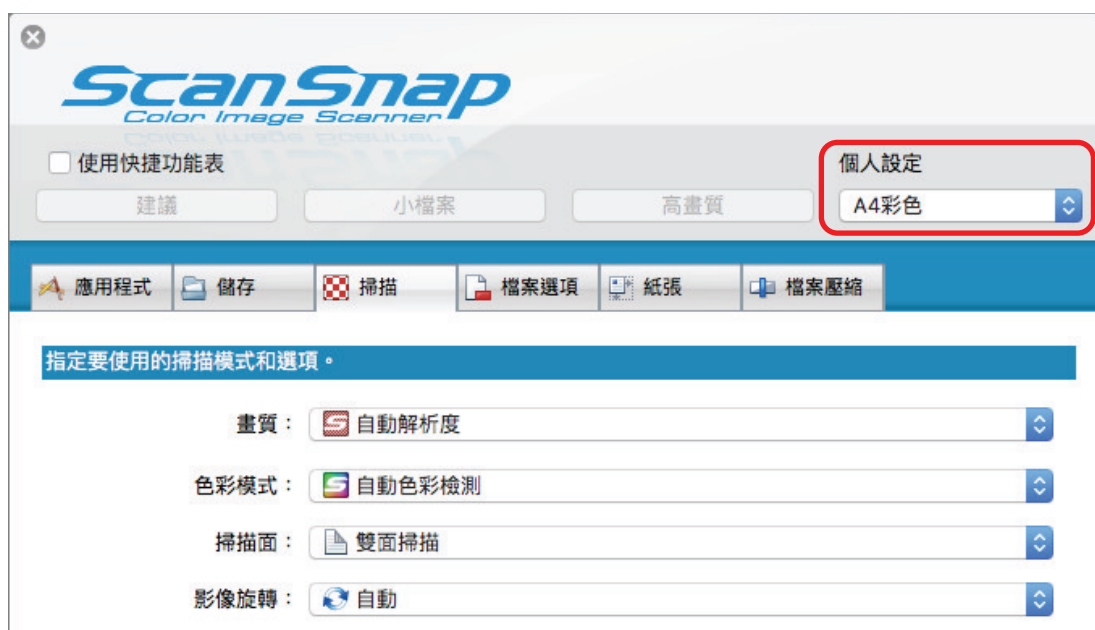 ScanSnap
Color Image Scanner
使用快捷功能表
個人設定
建議
小檔案
高畫質
A4彩色
應用程式
儲存
掃描
檔案選項
紙張
檔案壓縮
指定要使用的掃描模式和選項。
畫質：
自動解析度
色彩模式：
自動色彩檢測
掃描面：
雙面掃描
影像旋轉：
自動